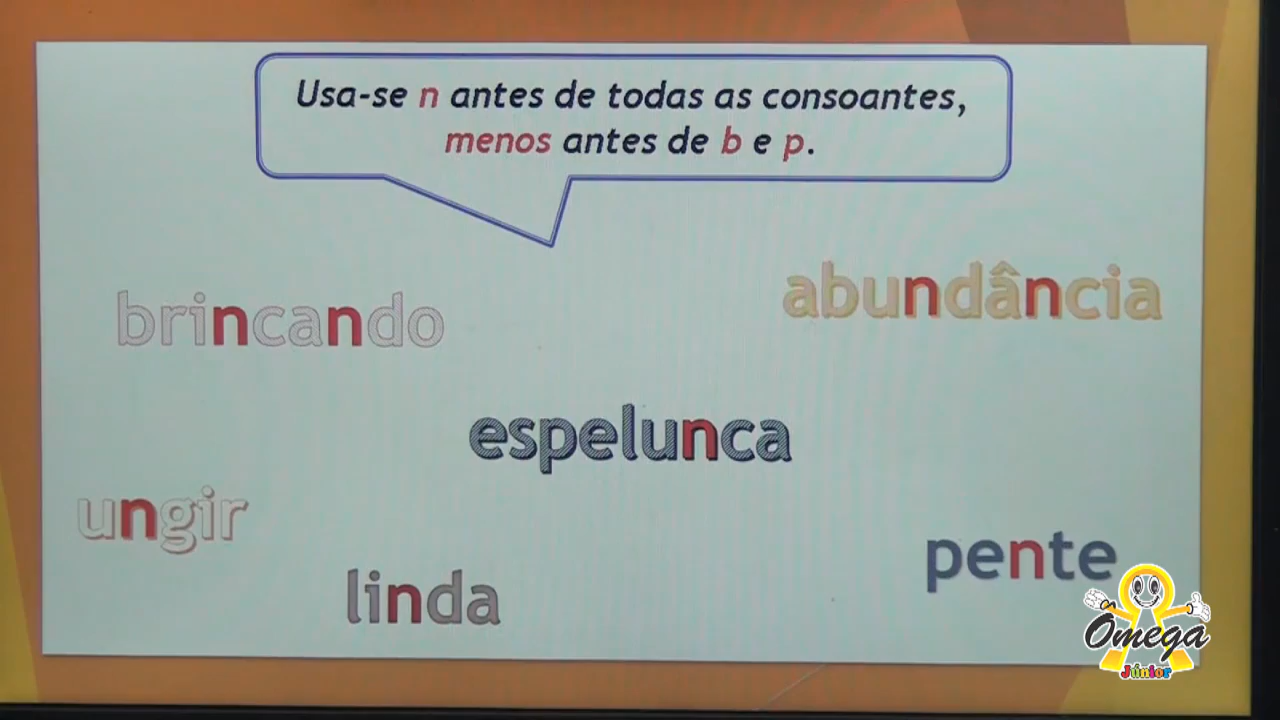 Usa-se n antes de todas as consoantes,
menos antes de b e p.
brincando
abundância
espelunca
ungir
linda
pente
Ômega
Júnior